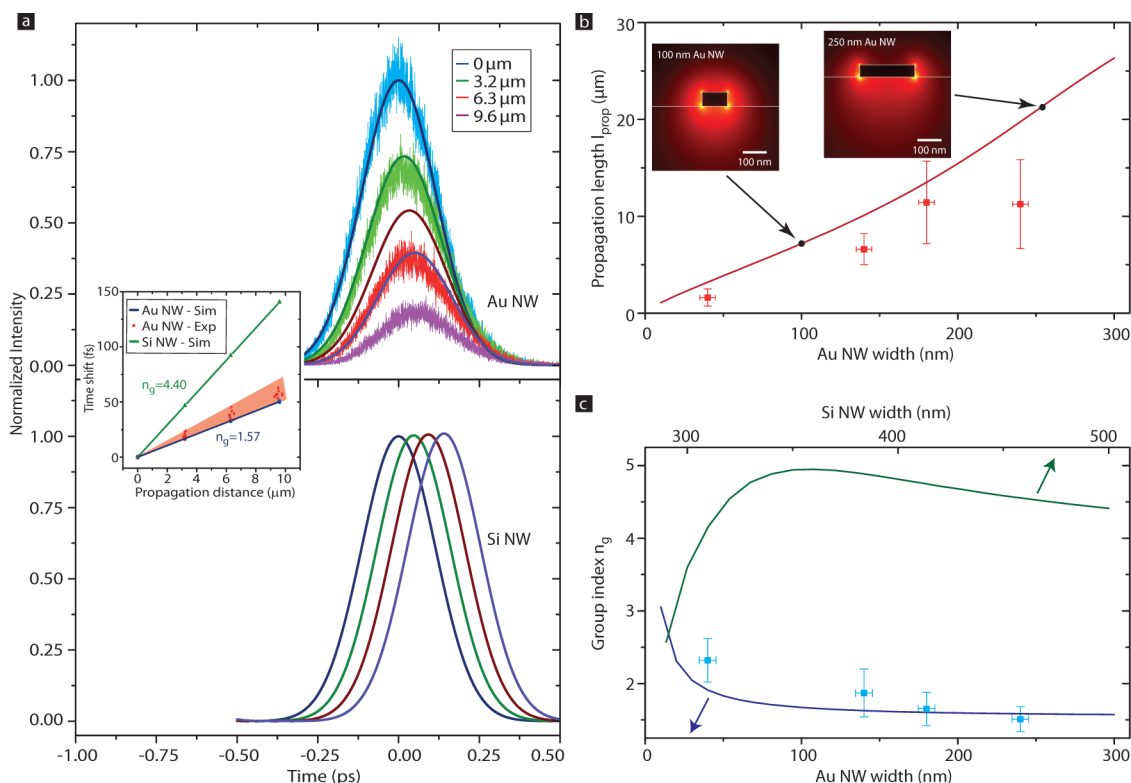 a
1.00
0.75
0.50
0.25
0.00
1.00
0.75
0.50
0.25
0.00
Normalized Intensity
0 μm
3.2 μm
6.3 μm
9.6 μm
Au NW
Si NW
-1.00
-0.75
-0.50
-0.25
0.00
0.25
0.50
Time (ps)
Au NW - Sim
Au NW - Exp
Si NW - Sim
150
100
50
0
Time shift (fs)
n_g=4.40
n_g=1.57
0
2
4
6
8
10
Propagation distance (μm)
b
30
20
10
0
Propagation length l_prop (μm)
100 nm Au NW
100 nm
250 nm Au NW
100 nm
0
100
200
300
Au NW width (nm)
c
Si NW width (nm)
300
400
500
5
4
3
2
Group index n_g
0
100
200
300
Au NW width (nm)